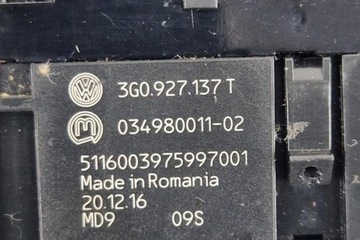 3G0.927.137 T
034980011-02
5116003975997001
Made in Romania
20.12.16
MD9 09S